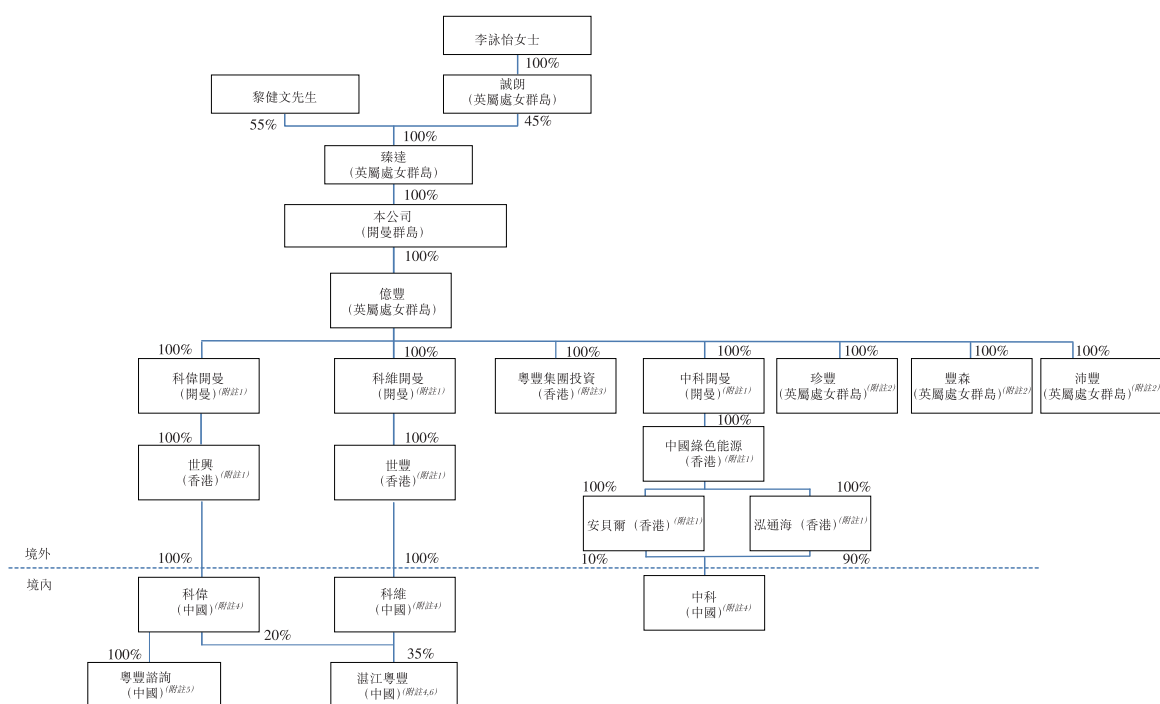 李詠怡女士
100%
黎健文先生
誠朗
(英屬處女群島)
55%
45%
100%
臻達
(英屬處女群島)
100%
本公司
(開曼群島)
100%
億豐
(英屬處女群島)
100%
100%
100%
100%
100%
100%
100%
科偉開曼
(開曼)(附註1)
科維開曼
(開曼)(附註1)
粵豐集團投資
(香港)(附註3)
中科開曼
(開曼)(附註1)
珍豐
(英屬處女群島)(附註2)
豐森
(英屬處女群島)(附註2)
沛豐
(英屬處女群島)(附註2)
100%
100%
100%
世興
(香港)(附註1)
世豐
(香港)(附註1)
中國綠色能源
(香港)(附註1)
100%
100%
安貝爾(香港)(附註1)
泓通海(香港)(附註1)
境外
100%
100%
10%
90%
境內
科偉
(中國)(附註4)
科維
(中國)(附註4)
中科
(中國)(附註4)
20%
100%
35%
粵豐諮詢
(中國)(附註5)
湛江粵豐
(中國)(附註4,6)